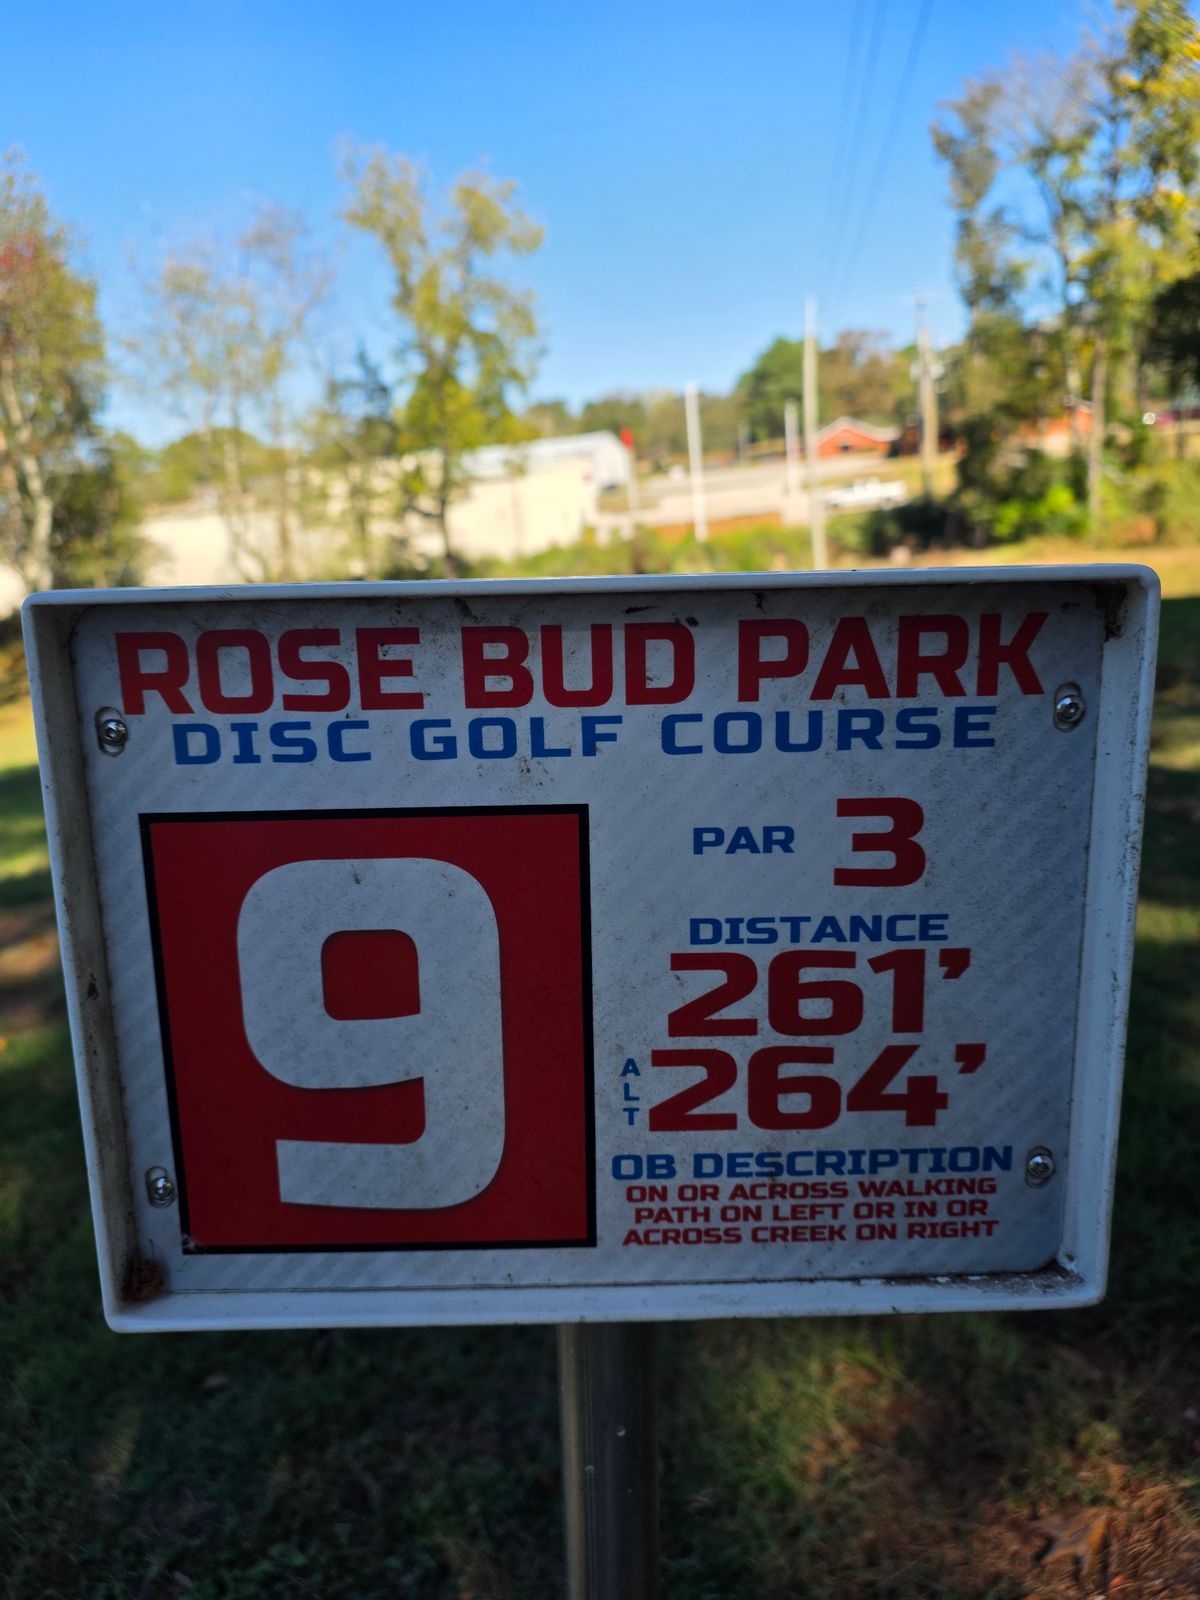 ROSE BUD PARK
DISC GOLF COURSE
9
PAR 3
DISTANCE
261'
ALT 264'
OB DESCRIPTION
ON OR ACROSS WALKING
PATH ON LEFT OR IN OR
ACROSS CREEK ON RIGHT